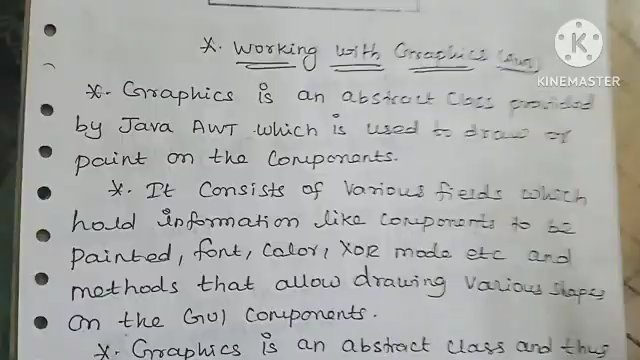 *. Working with Graphics (AWT)
K
KINEMASTER
*. Graphics is an abstract class provided
by Java AWT which is used to draw or
paint on the components.
*. It consists of various fields which
hold information like components to be
painted, font, color, XOR mode etc and
methods that allow drawing various shapes
on the GUI components.
*. Graphics is an abstract class and thus